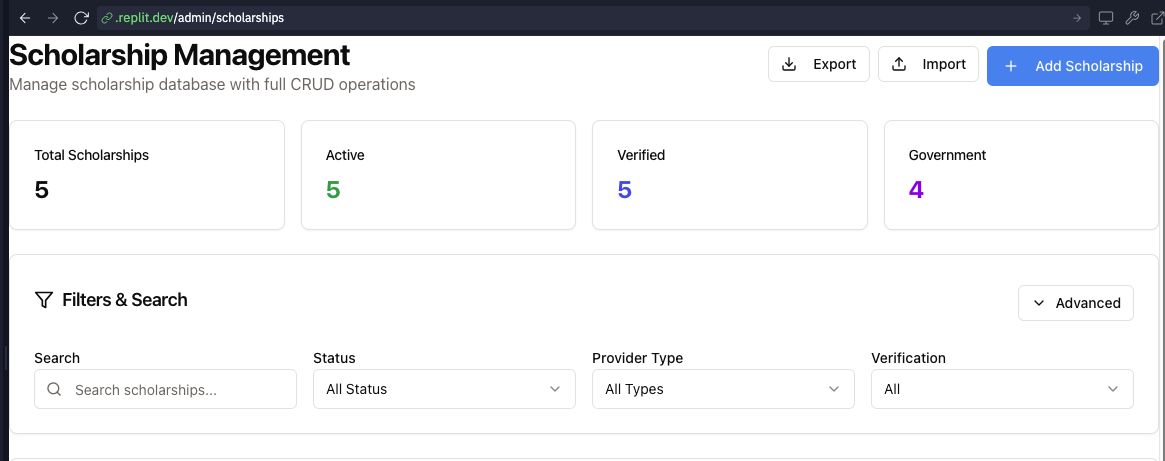 .replit.dev/admin/scholarships
Scholarship Management
Manage scholarship database with full CRUD operations
Export
Import
Add Scholarship
Total Scholarships
5
Active
5
Verified
5
Government
4
Filters & Search
Advanced
Search
Search scholarships...
Status
All Status
Provider Type
All Types
Verification
All